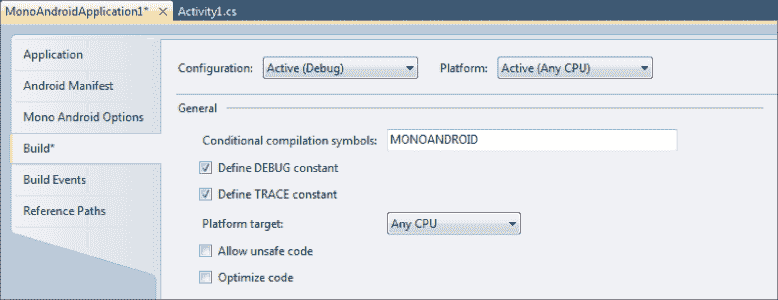 MonoAndroidApplication1* × Activity1.cs
Application
Android Manifest
Mono Android Options
Build*
Build Events
Reference Paths
Configuration: Active (Debug) Platform: Active (Any CPU)
General
Conditional compilation symbols: MONOANDROID
Define DEBUG constant
Define TRACE constant
Platform target: Any CPU
Allow unsafe code
Optimize code